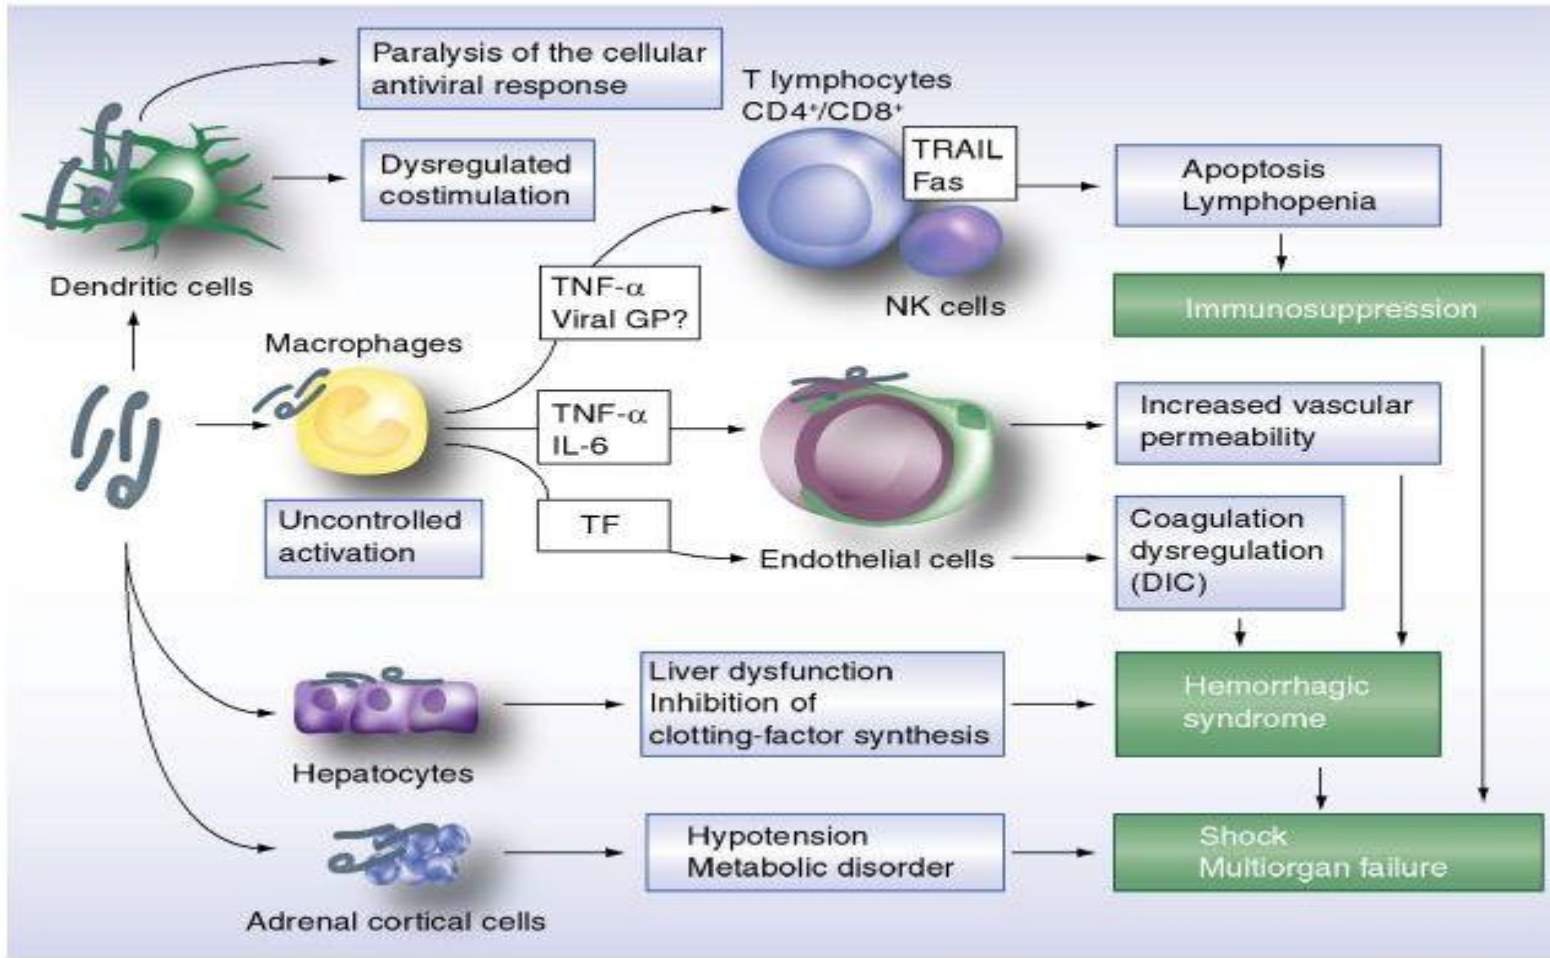 Paralysis of the cellular
antiviral response
Dysregulated
costimulation
Dendritic cells
T lymphocytes
CD4⁺/CD8⁺
TRAIL
Fas
NK cells
Apoptosis
Lymphopenia
Immunosuppression
TNF-α
Viral GP?
Macrophages
TNF-α
IL-6
Uncontrolled
activation
TF
Endothelial cells
Increased vascular
permeability
Coagulation
dysregulation
(DIC)
Liver dysfunction
Inhibition of
clotting-factor synthesis
Hepatocytes
Hemorrhagic
syndrome
Hypotension
Metabolic disorder
Adrenal cortical cells
Shock
Multiorgan failure